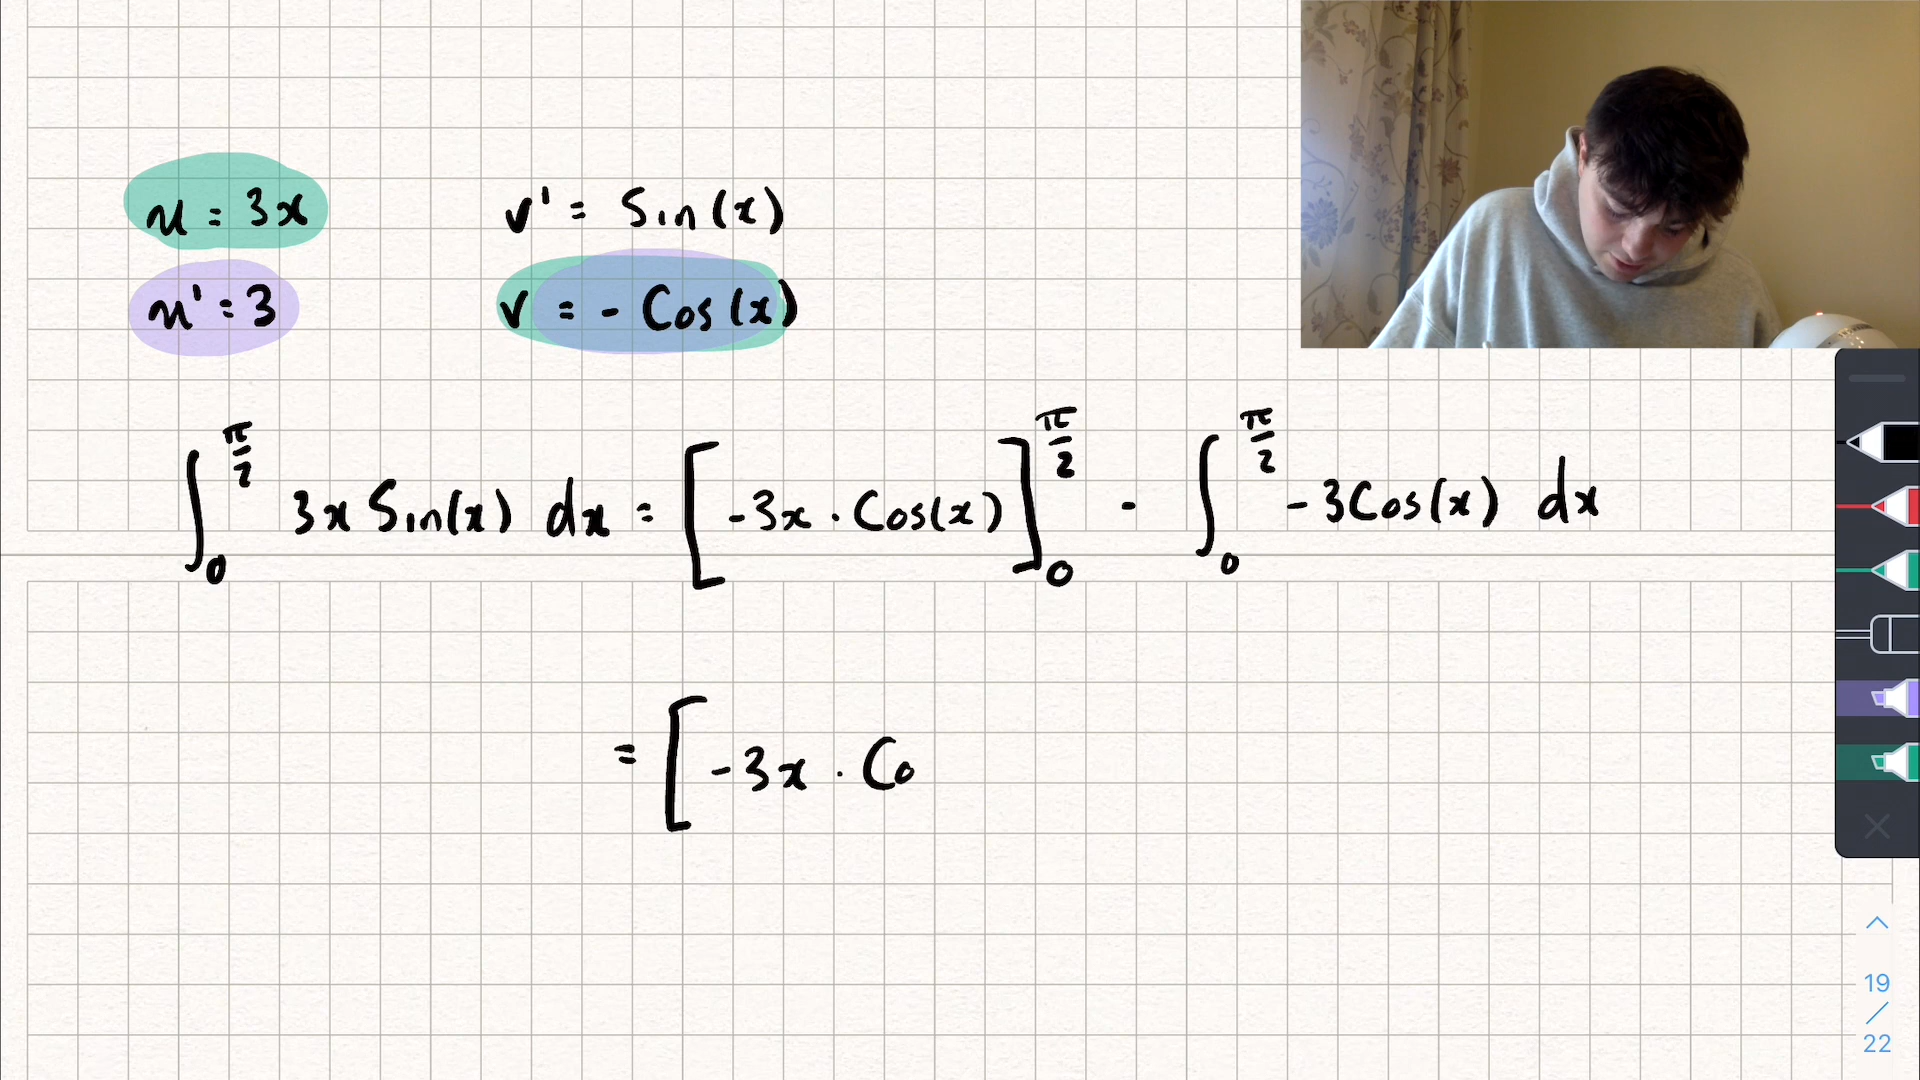 u = 3x v' = Sin(x)
u' = 3 v = - Cos(x)
∫₀^(π/2) 3x Sin(x) dx = [-3x · Cos(x)]₀^(π/2) - ∫₀^(π/2) -3Cos(x) dx
= [-3x · Co
19
/
22